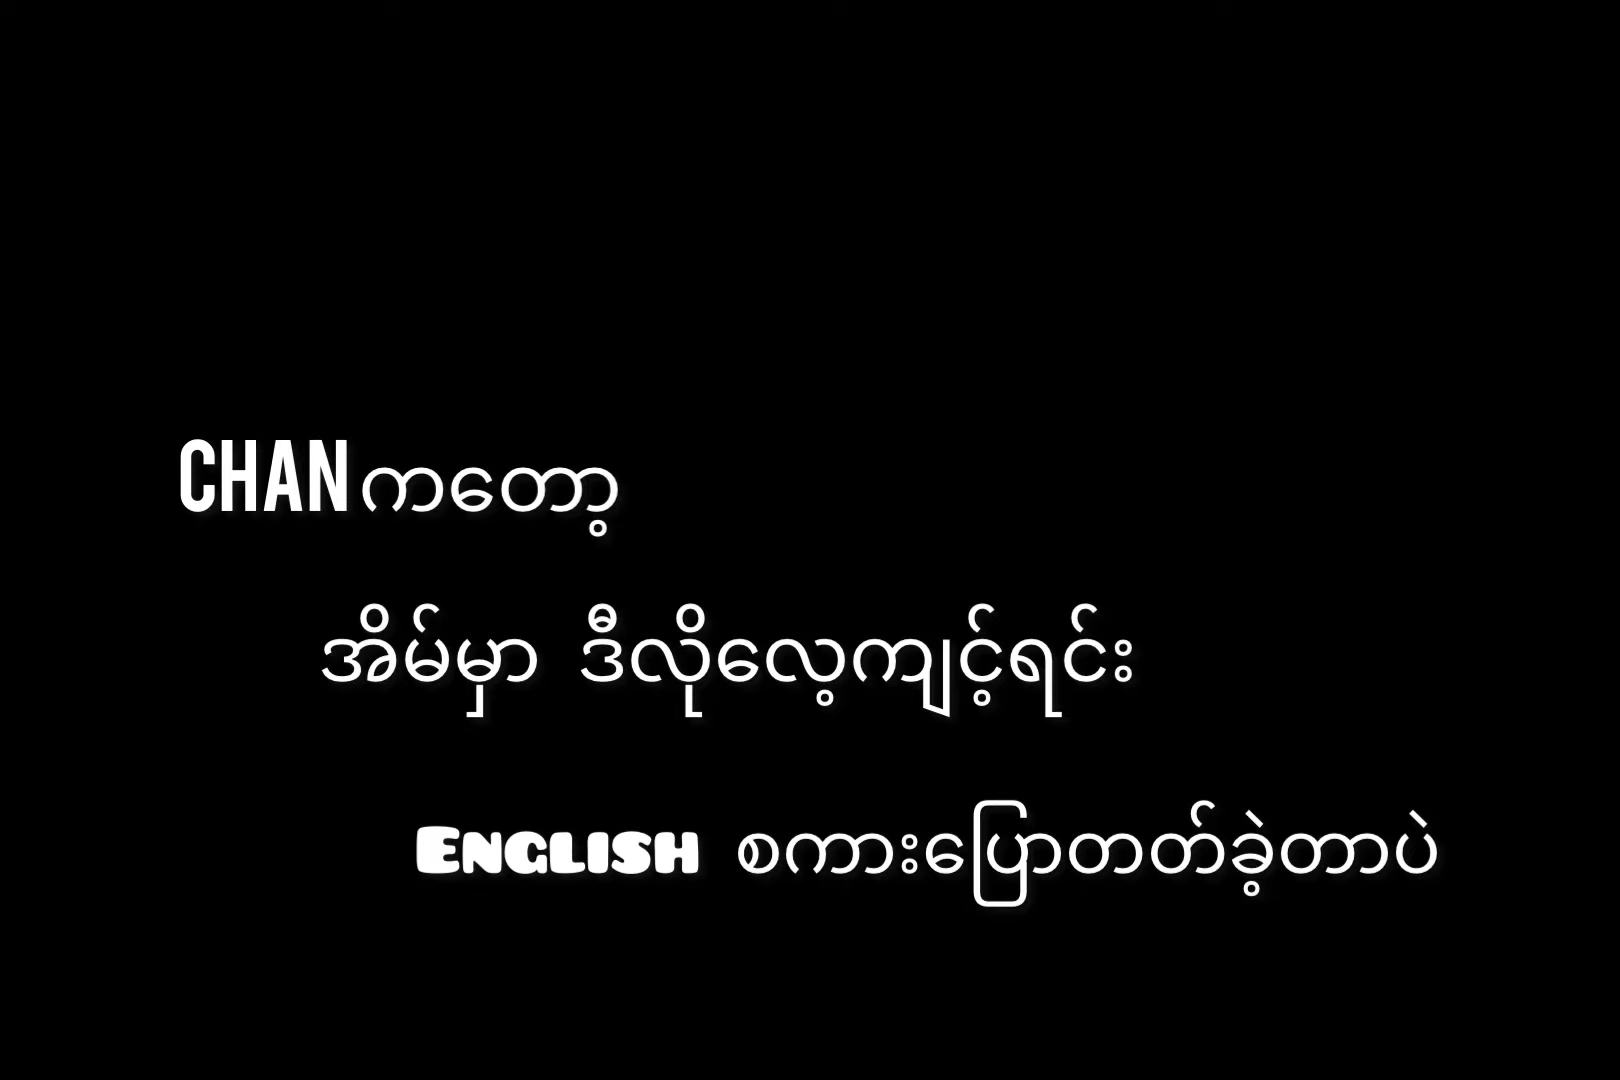 CHANကတော့
အိမ်မှာ ဒီလိုလေ့ကျင့်ရင်း
ENGLISH စကားပြောတတ်ခဲ့တာပဲ